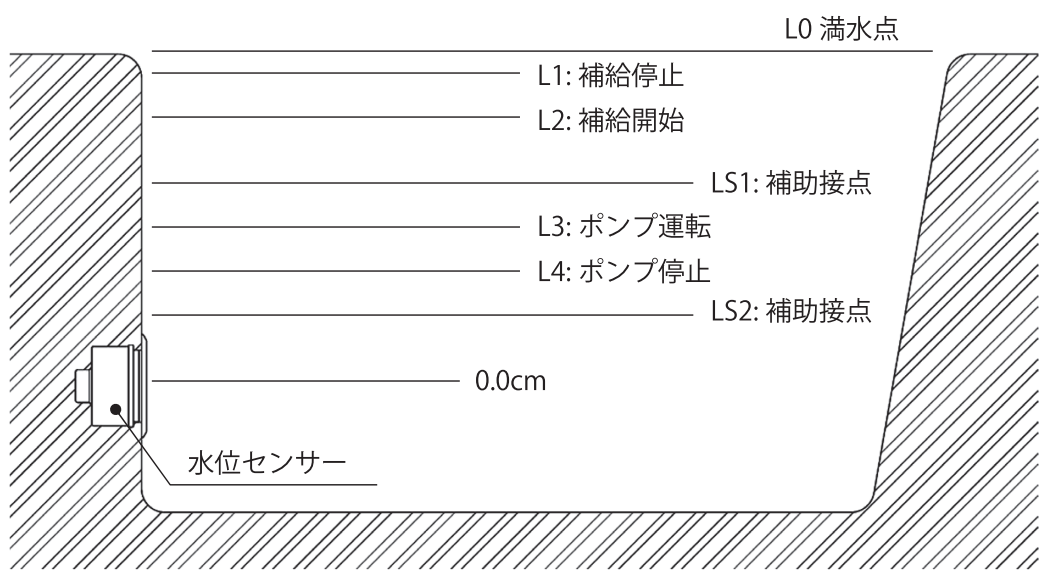 L0 満水点
L1: 補給停止
L2: 補給開始
LS1: 補助接点
L3: ポンプ運転
L4: ポンプ停止
LS2: 補助接点
0.0cm
水位センサー